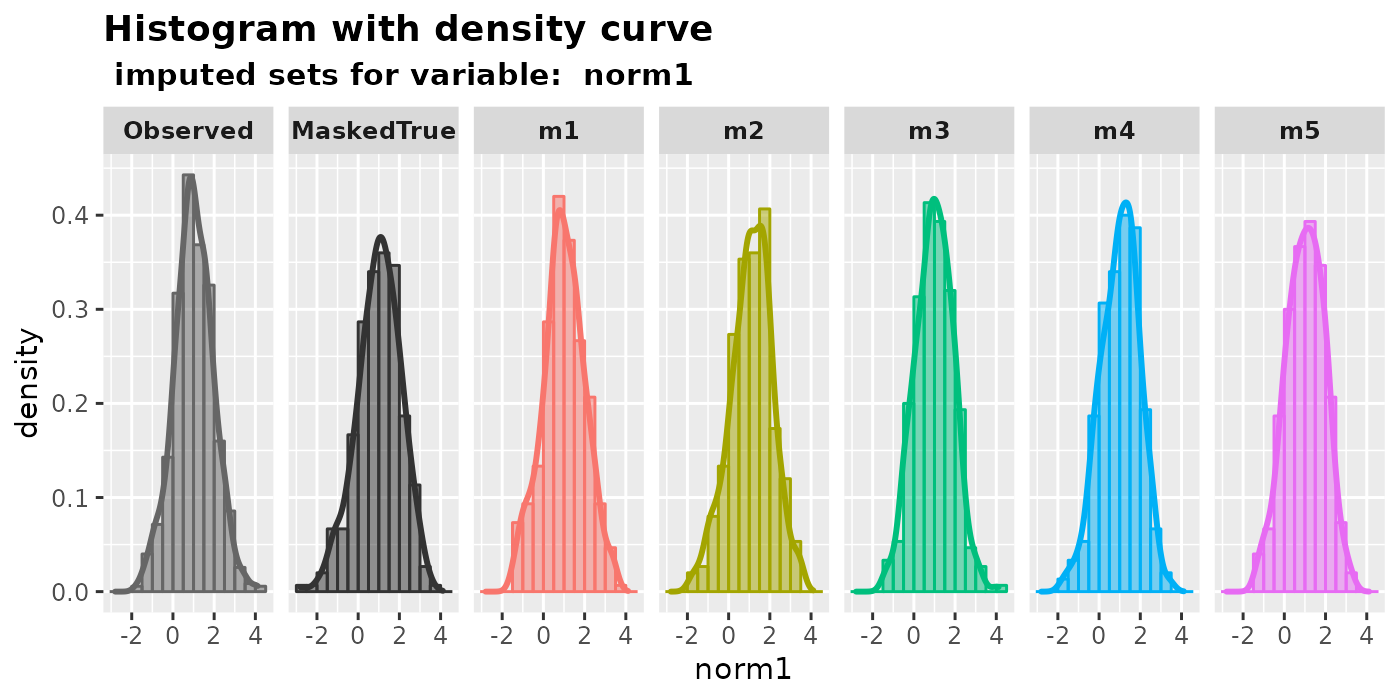 Histogram with density curve
imputed sets for variable:  norm1
Observed MaskedTrue m1 m2 m3 m4 m5
density
0.4
0.3
0.2
0.1
0.0
-2 0 2 4 -2 0 2 4 -2 0 2 4 -2 0 2 4 -2 0 2 4 -2 0 2 4 -2 0 2 4
norm1